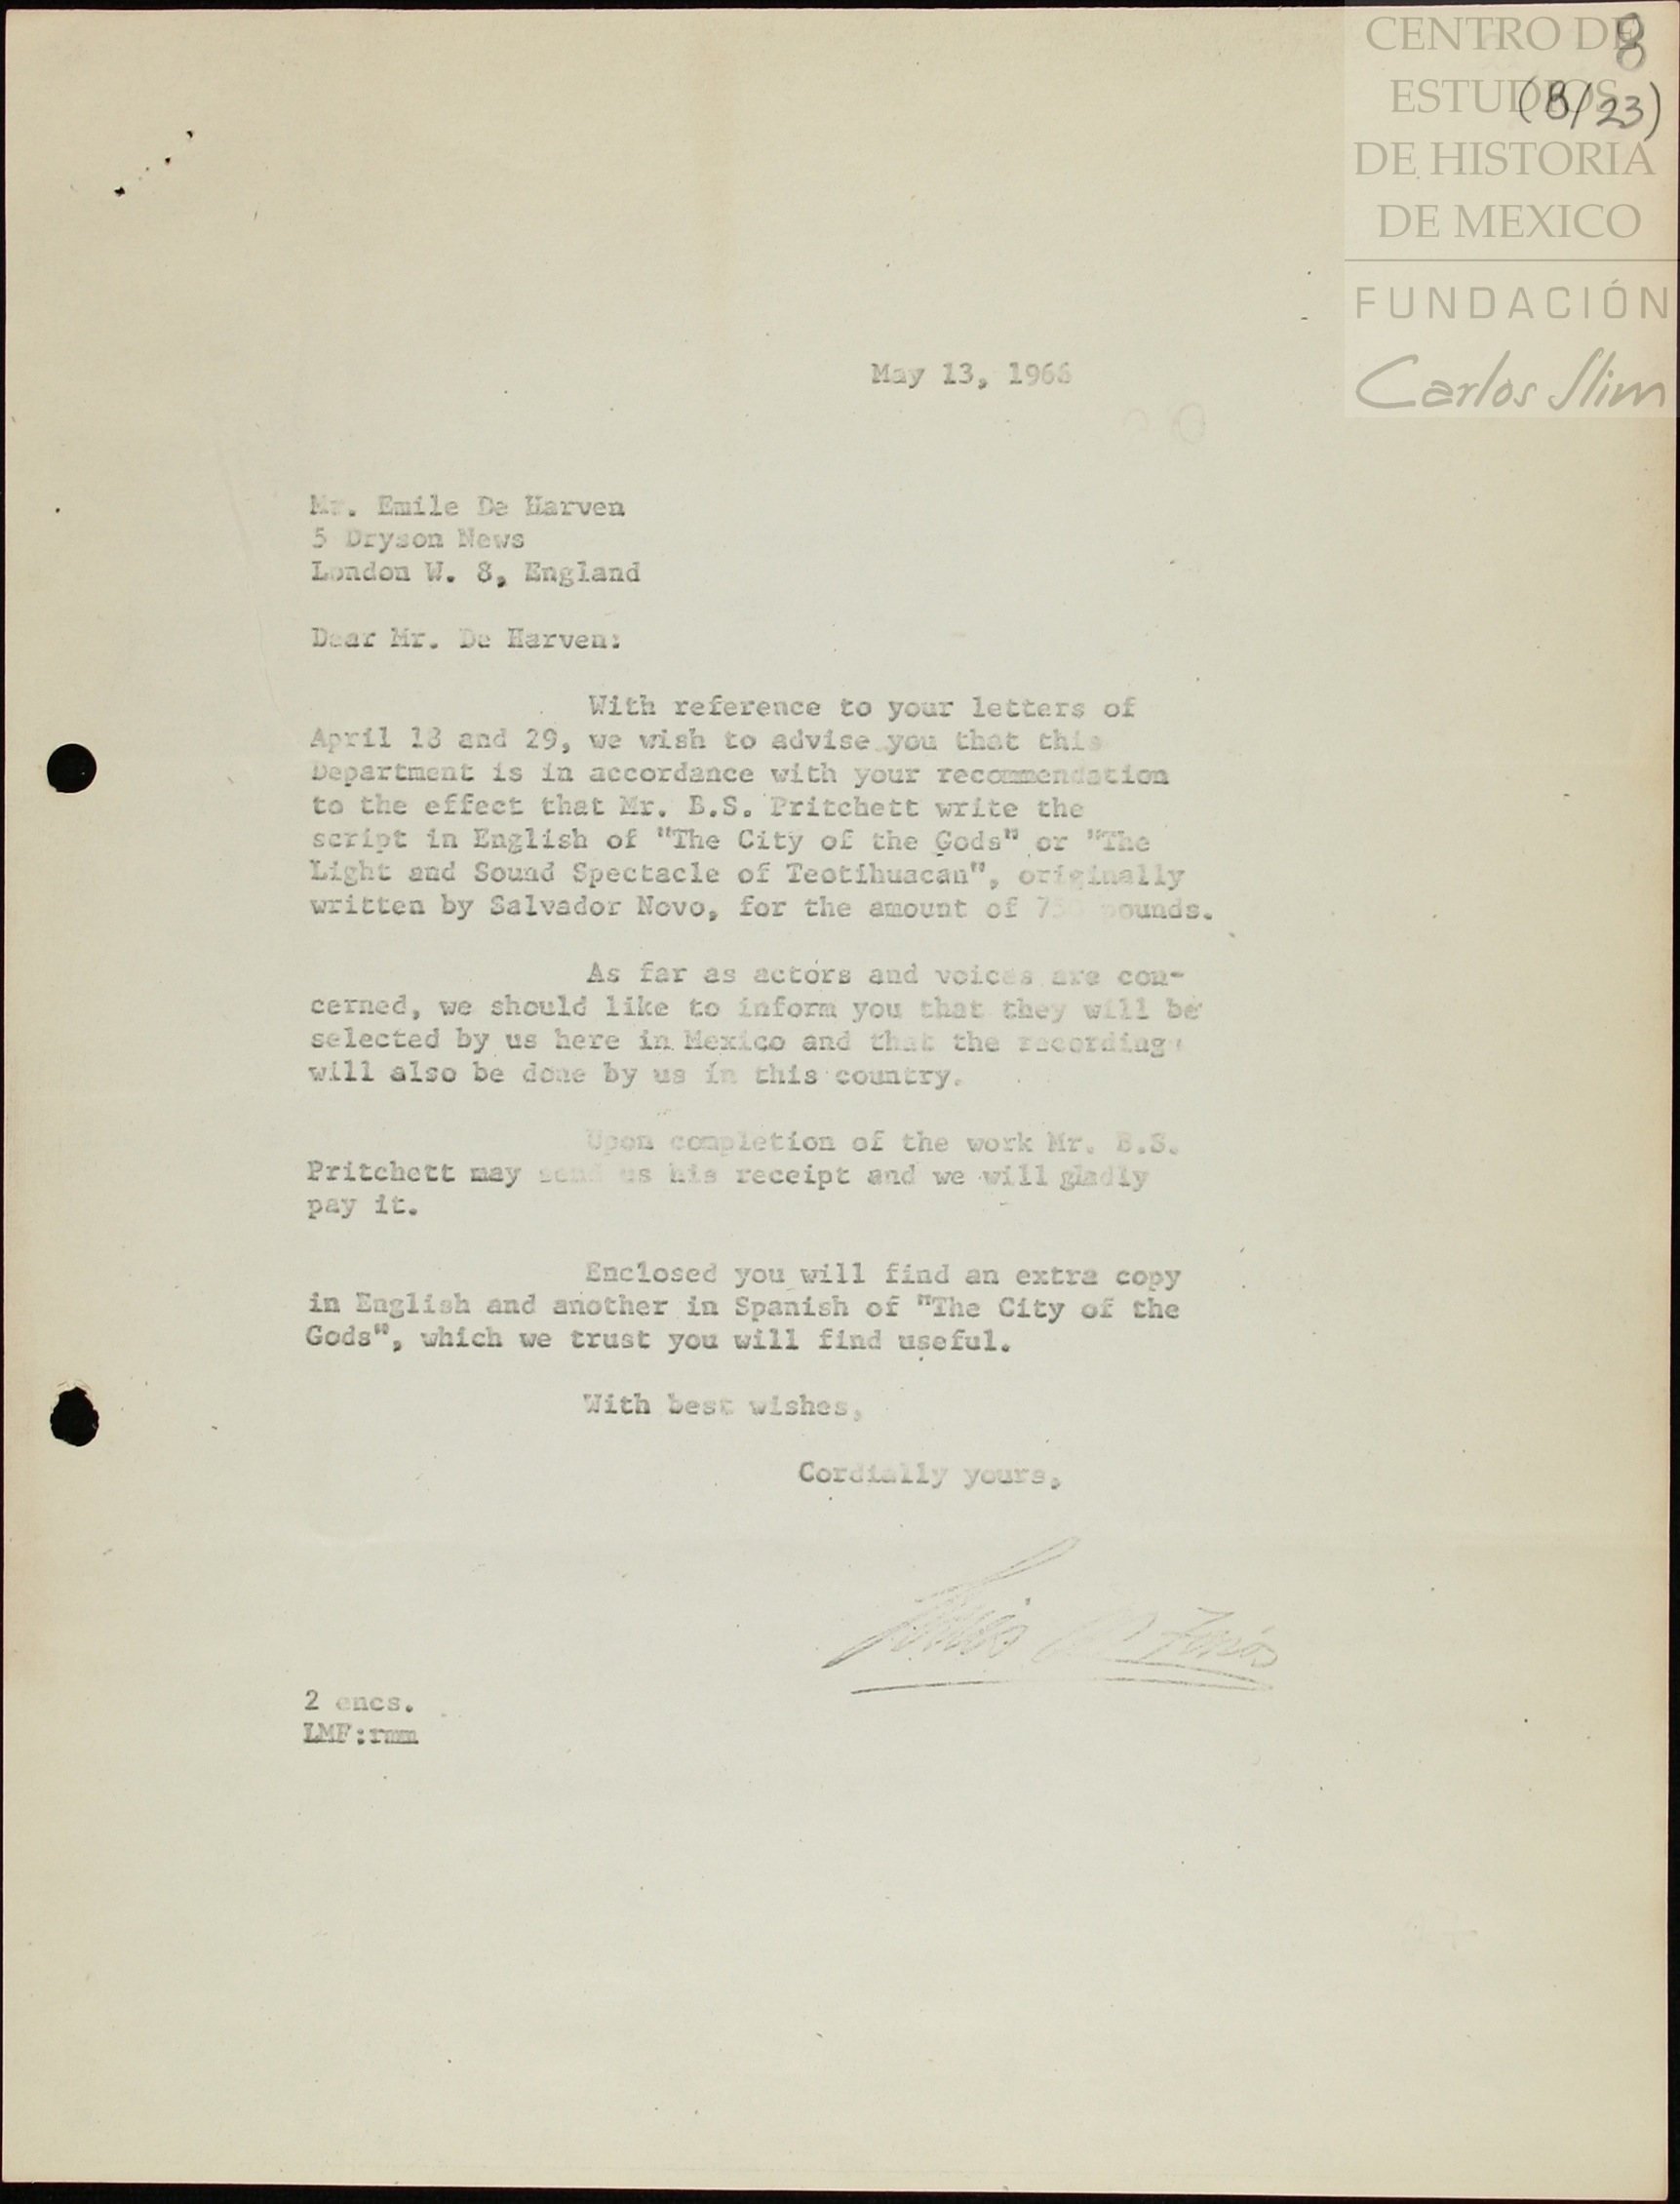 CENTRO DE
ESTUDIOS
DE HISTORIA
DE MEXICO
FUNDACIÓN
Carlos Slim
8
(8/23)
May 13, 1966
Mr. Emile De Harven
5 Dryson News
London W. 8, England
Dear Mr. De Harven:
With reference to your letters of
April 18 and 29, we wish to advise you that this
Department is in accordance with your recommendation
to the effect that Mr. B.S. Pritchett write the
script in English of "The City of the Gods" or "The
Light and Sound Spectacle of Teotihuacan", originally
written by Salvador Novo, for the amount of 750 pounds.
As far as actors and voices are con-
cerned, we should like to inform you that they will be
selected by us here in Mexico and that the recordings
will also be done by us in this country.
Upon completion of the work Mr. B.S.
Pritchett may send us his receipt and we will gladly
pay it.
Enclosed you will find an extra copy
in English and another in Spanish of "The City of the
Gods", which we trust you will find useful.
With best wishes,
Cordially yours,
2 encs.
LMF:rmm